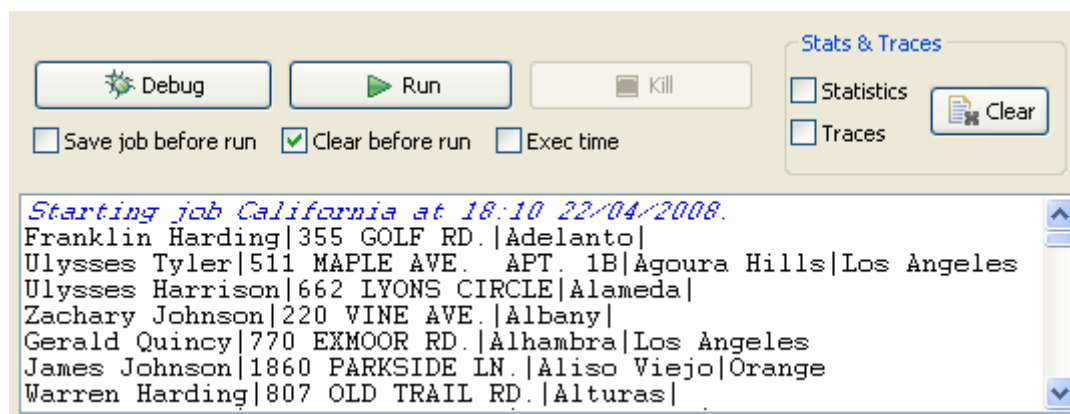 Stats & Traces
Debug
Run
Kill
Statistics
Traces
Clear
Save job before run
Clear before run
Exec time
Starting job California at 18:10 22/04/2008.
Franklin Harding|355 GOLF RD.|Adelanto|
Ulysses Tyler|511 MAPLE AVE.  APT. 1B|Agoura Hills|Los Angeles
Ulysses Harrison|662 LYONS CIRCLE|Alameda|
Zachary Johnson|220 VINE AVE.|Albany|
Gerald Quincy|770 EXMOOR RD.|Alhambra|Los Angeles
James Johnson|1860 PARKSIDE LN.|Aliso Viejo|Orange
Warren Harding|807 OLD TRAIL RD.|Alturas|